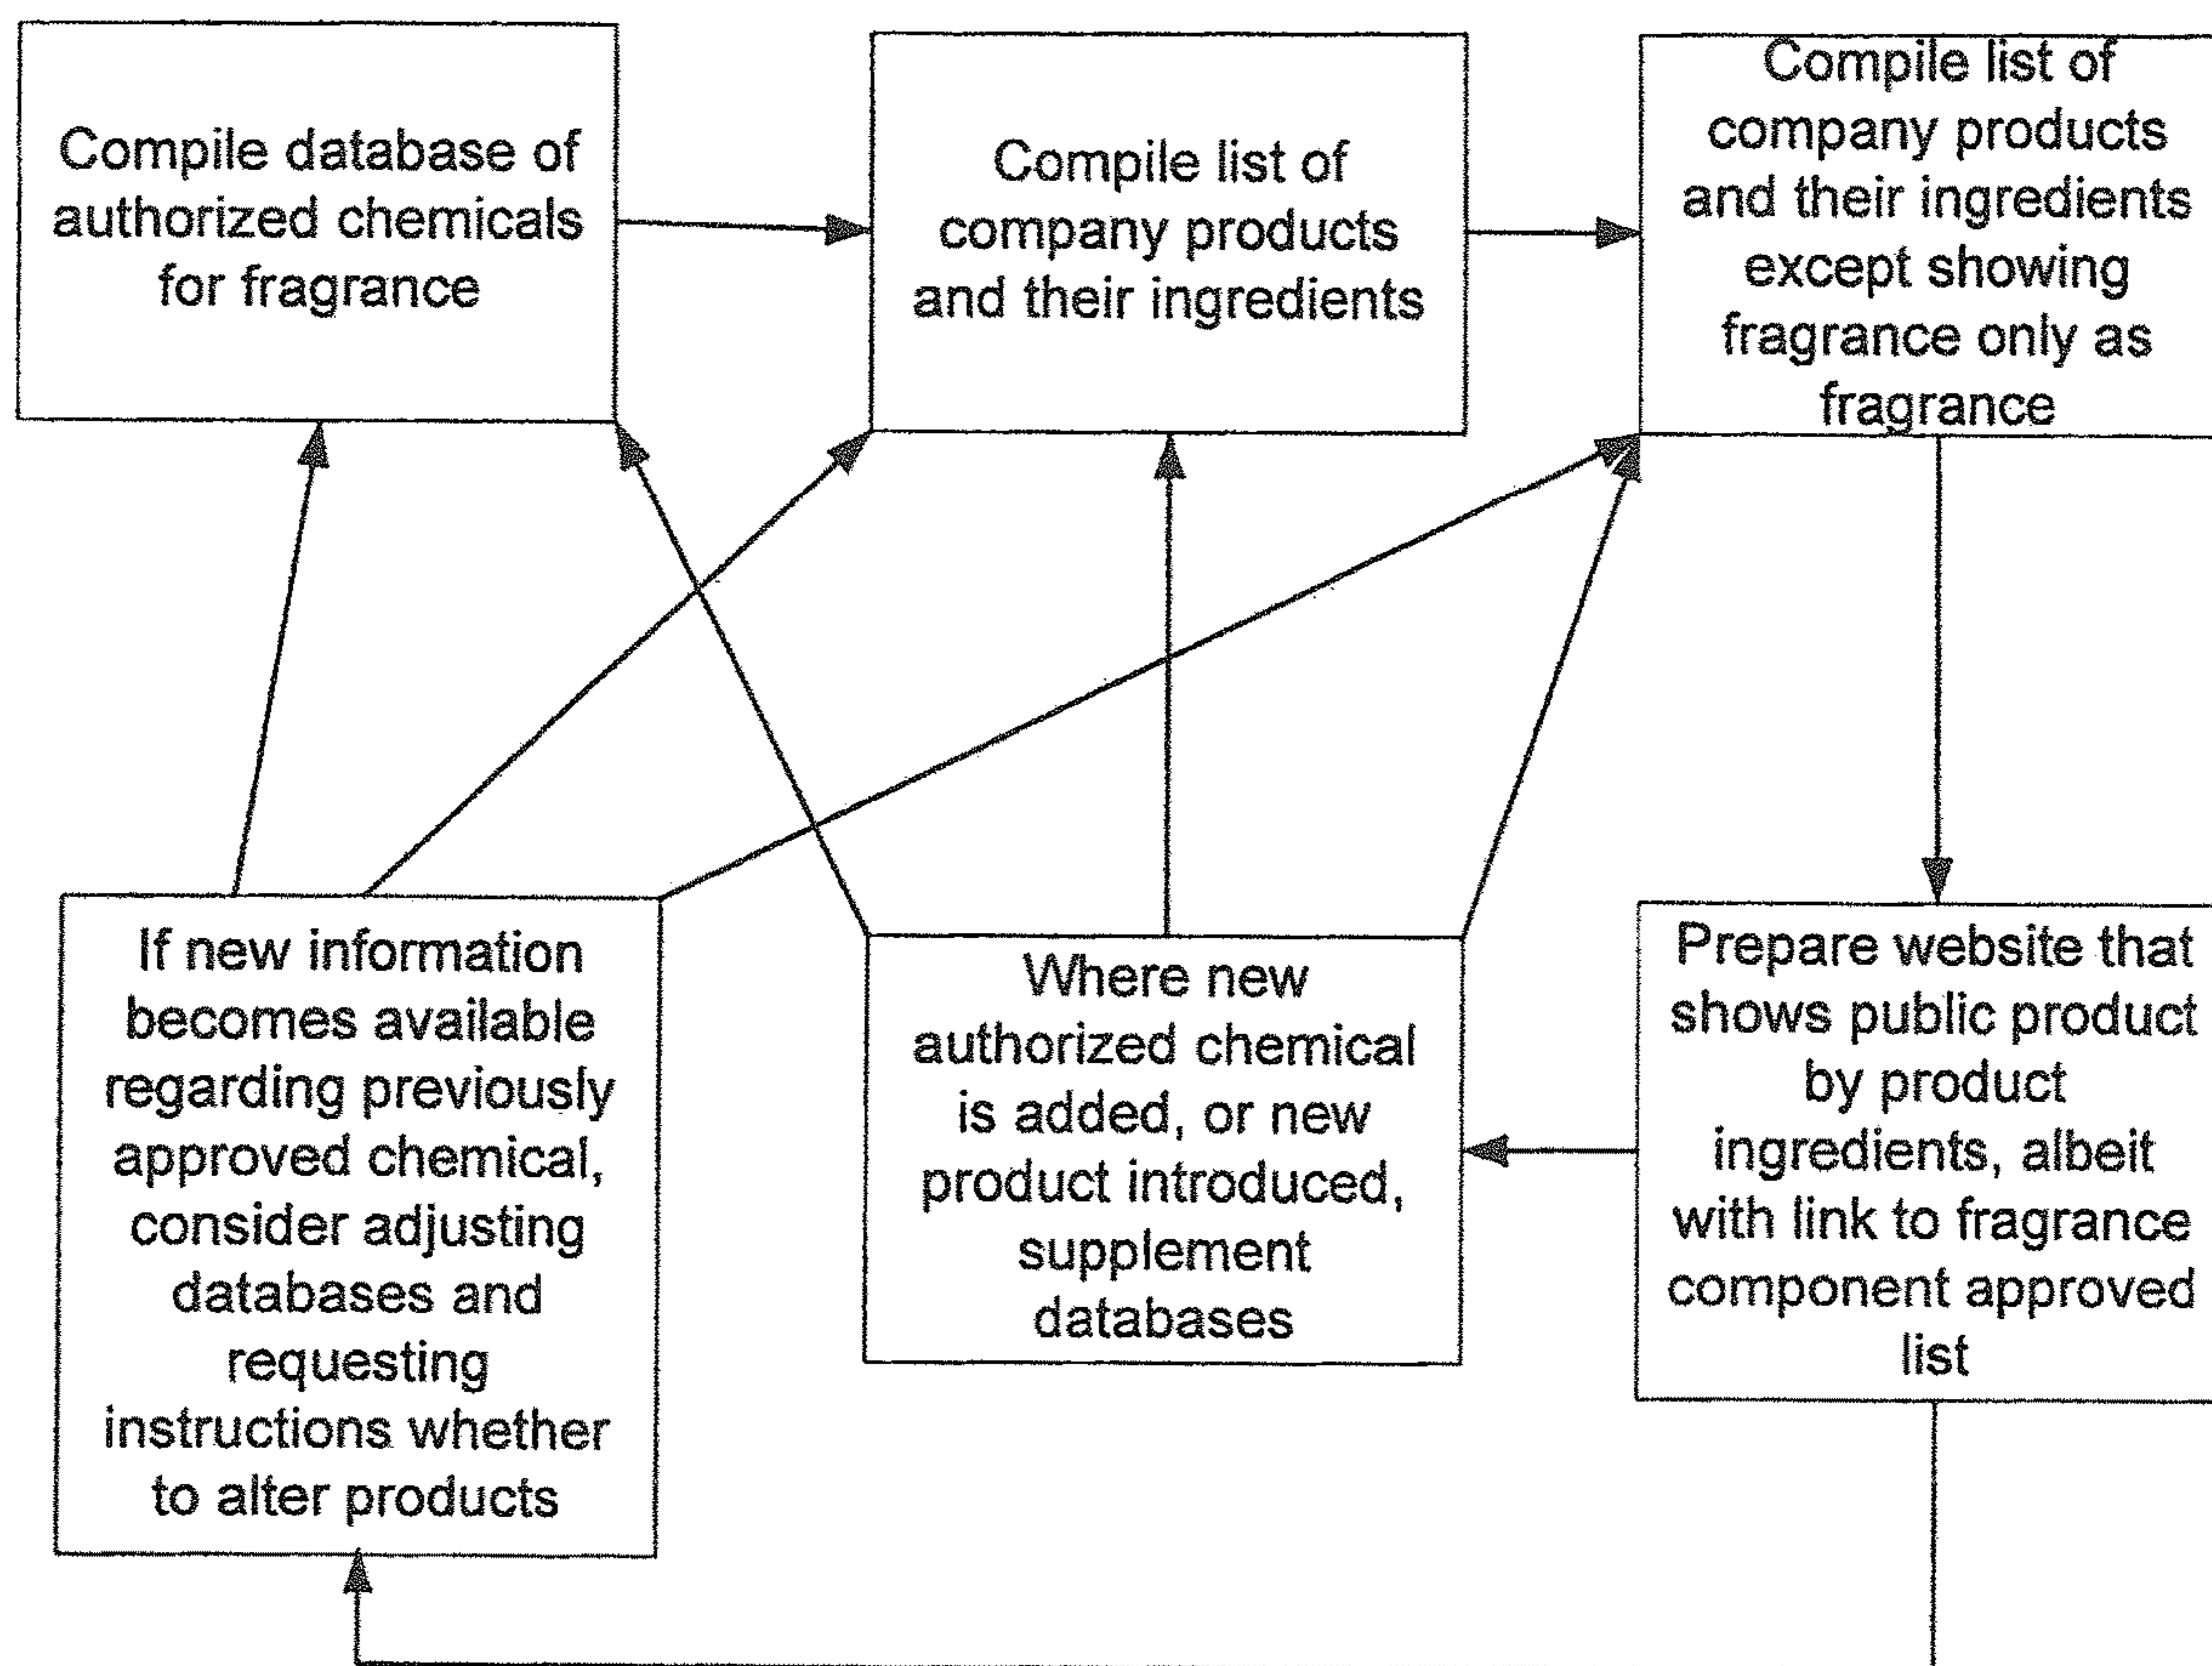 Compile database of
authorized chemicals
for fragrance
Compile list of
company products
and their ingredients
Compile list of
company products
and their ingredients
except showing
fragrance only as
fragrance
If new information
becomes available
regarding previously
approved chemical,
consider adjusting
databases and
requesting
instructions whether
to alter products
Where new
authorized chemical
is added, or new
product introduced,
supplement
databases
Prepare website that
shows public product
by product
ingredients, albeit
with link to fragrance
component approved
list